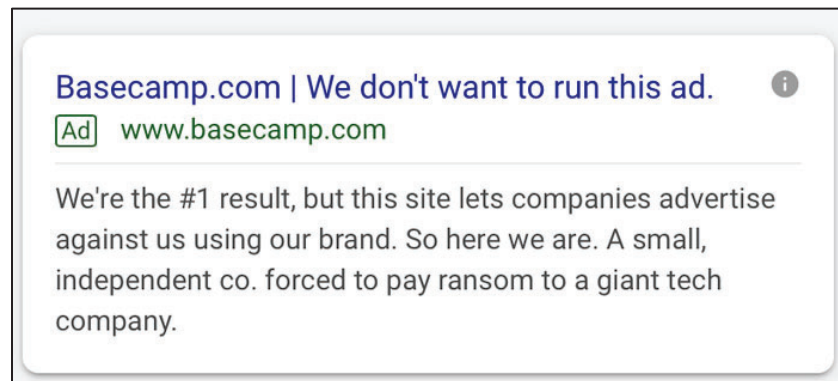 Basecamp.com | We don't want to run this ad.
Ad www.basecamp.com
We're the #1 result, but this site lets companies advertise
against us using our brand. So here we are. A small,
independent co. forced to pay ransom to a giant tech
company.